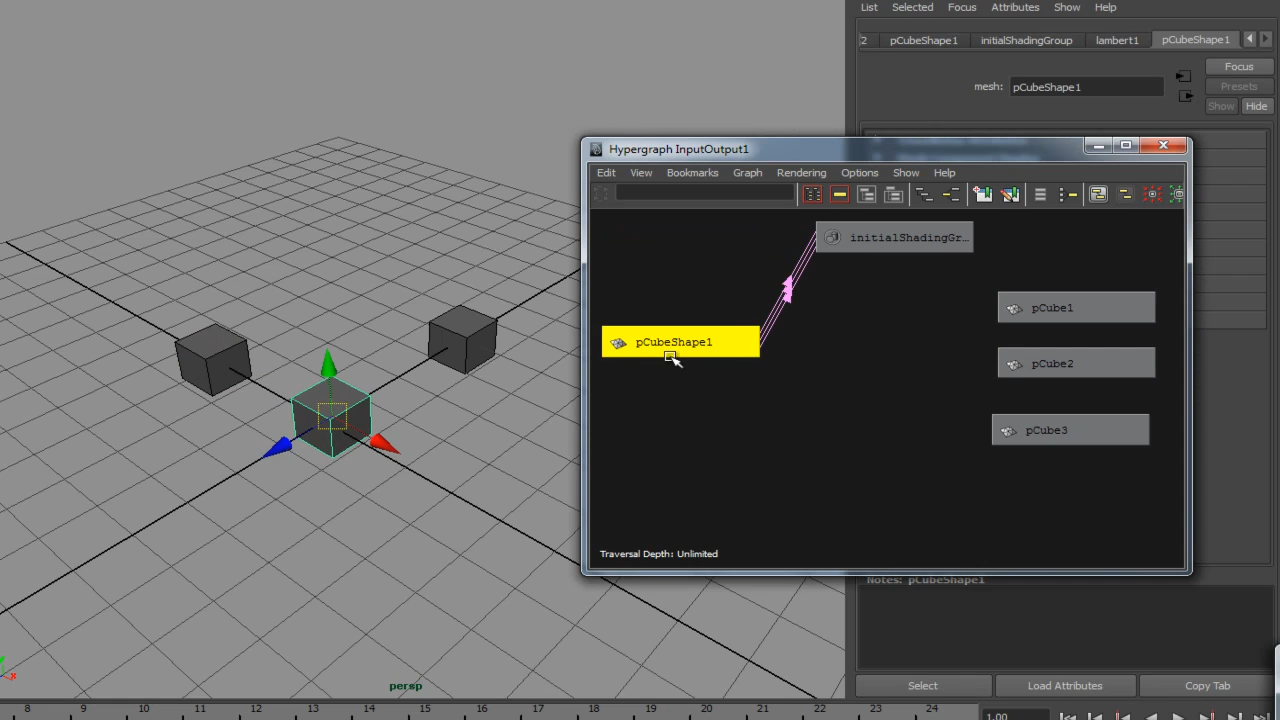 List Selected Focus Attributes Show Help
2 pCubeShape1 initialShadingGroup lambert1 pCubeShape1
Focus
mesh: pCubeShape1
Presets
Show Hide
Hypergraph InputOutput1
Edit View Bookmarks Graph Rendering Options Show Help
initialShadingGr...
pCube1
pCubeShape1
pCube2
pCube3
Traversal Depth: Unlimited
Notes: pCubeShape1
persp
x
Select Load Attributes Copy Tab
8 9 10 11 12 13 14 15 16 17 18 19 20 21 22 23 24
1.00